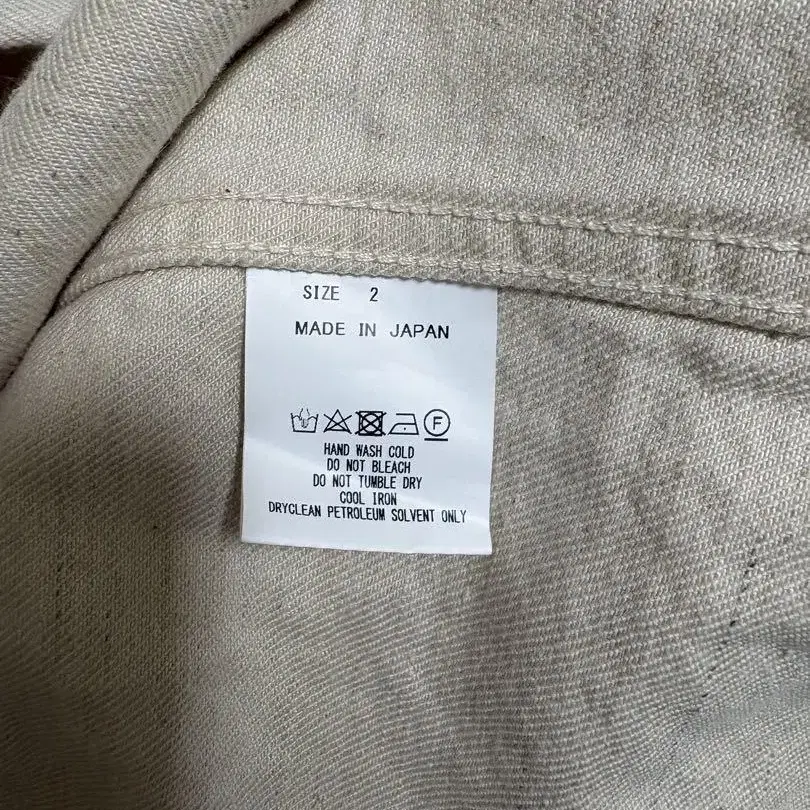 SIZE 2
MADE IN JAPAN
F
HAND WASH COLD
DO NOT BLEACH
DO NOT TUMBLE DRY
COOL IRON
DRYCLEAN PETROLEUM SOLVENT ONLY